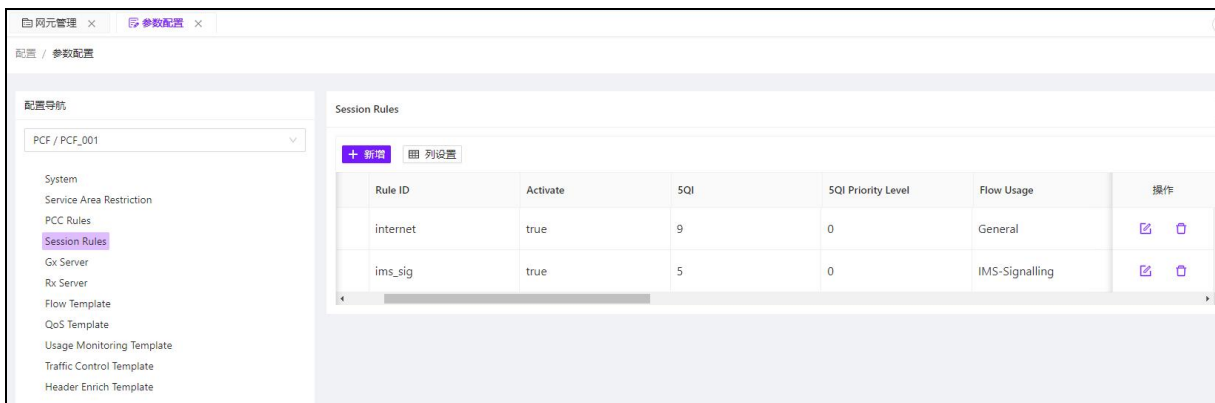 网元管理 × 参数配置 ×
配置 / 参数配置
配置导航
PCF / PCF_001
System
Service Area Restriction
PCC Rules
Session Rules
Gx Server
Rx Server
Flow Template
QoS Template
Usage Monitoring Template
Traffic Control Template
Header Enrich Template
Session Rules
+ 新增 列设置
Rule ID Activate 5QI 5QI Priority Level Flow Usage 操作
internet true 9 0 General
ims_sig true 5 0 IMS-Signalling